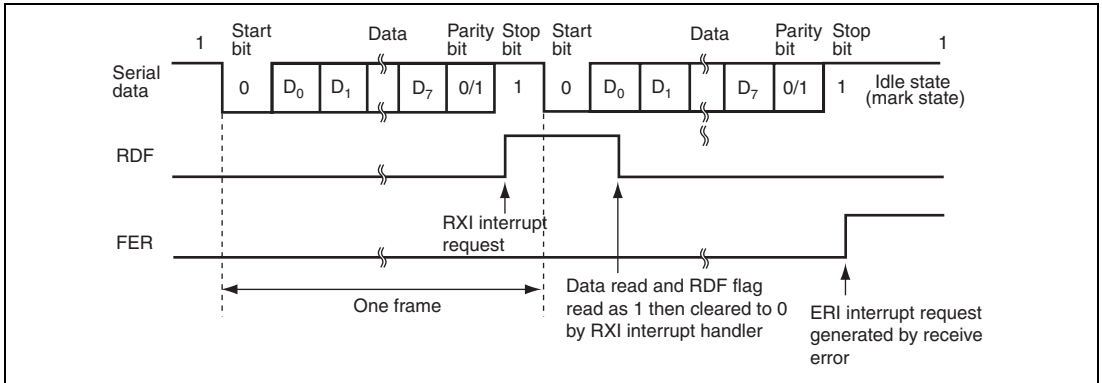 1 Start bit Data Parity bit Stop bit Start bit Data Parity bit Stop bit 1
Serial data 0 D0 D1 D7 0/1 1 0 D0 D1 D7 0/1 1 Idle state (mark state)
RDF
RXI interrupt request
FER
One frame
Data read and RDF flag
read as 1 then cleared to 0
by RXI interrupt handler
ERI interrupt request
generated by receive
error